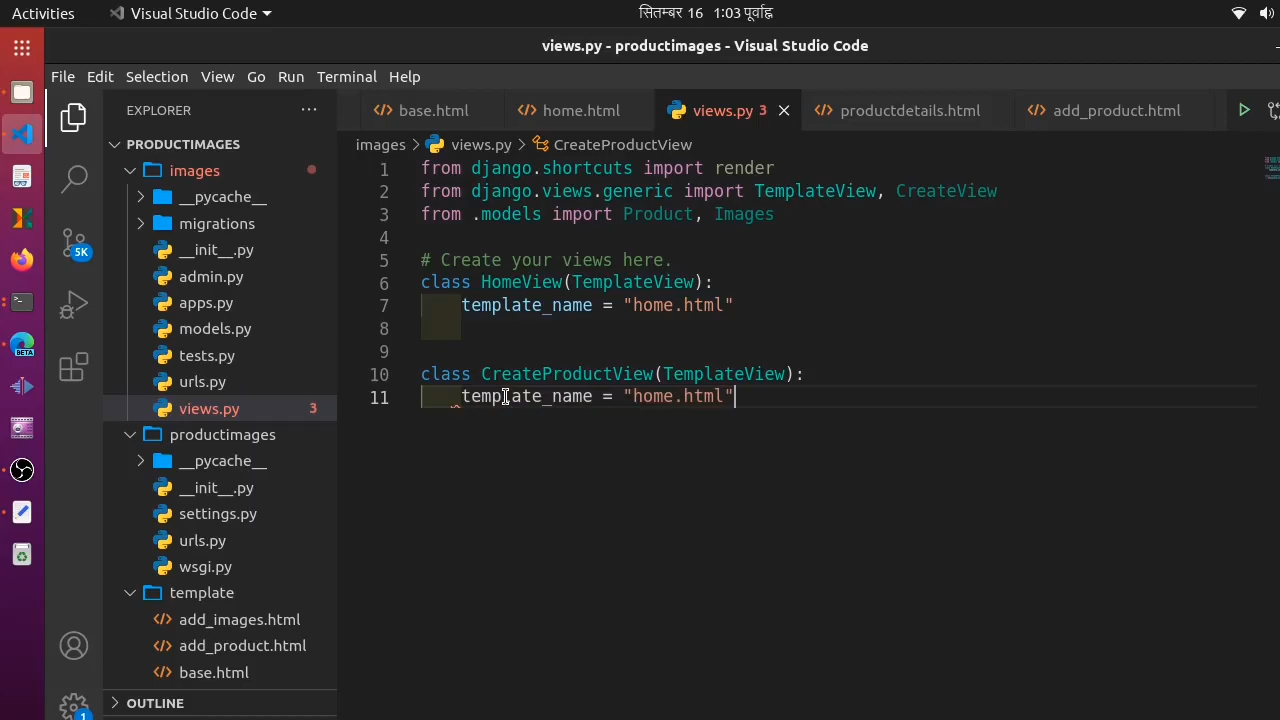 Activities
Visual Studio Code
सितम्बर 16 1:03 पूर्वाह्न
views.py - productimages - Visual Studio Code
File Edit Selection View Go Run Terminal Help
EXPLORER
base.html
home.html
views.py 3
productdetails.html
add_product.html
PRODUCTIMAGES
images
__pycache__
migrations
__init__.py
admin.py
apps.py
models.py
tests.py
urls.py
views.py 3
productimages
__pycache__
__init__.py
settings.py
urls.py
wsgi.py
template
add_images.html
add_product.html
base.html
OUTLINE
5K
1
BETA
images > views.py > CreateProductView
1 from django.shortcuts import render
2 from django.views.generic import TemplateView, CreateView
3 from .models import Product, Images
4
5 # Create your views here.
6 class HomeView(TemplateView):
7 template_name = "home.html"
8
9
10 class CreateProductView(TemplateView):
11 template_name = "home.html"